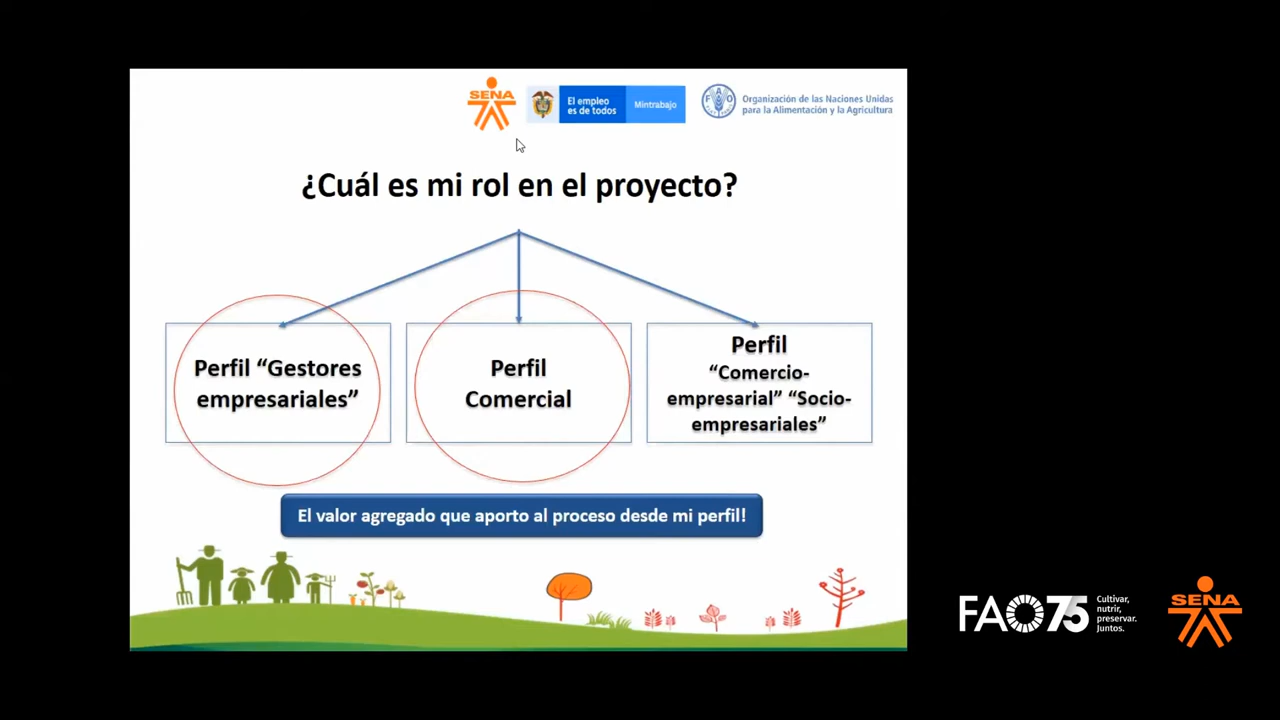 SENA
El empleo
es de todos
Mintrabajo
FAO
Organización de las Naciones Unidas
para la Alimentación y la Agricultura
¿Cuál es mi rol en el proyecto?
Perfil “Gestores
empresariales”
Perfil
Comercial
Perfil
“Comercio-
empresarial” “Socio-
empresariales”
El valor agregado que aporto al proceso desde mi perfil!
FAO75
Cultivar,
nutrir,
preservar.
Juntos.
SENA